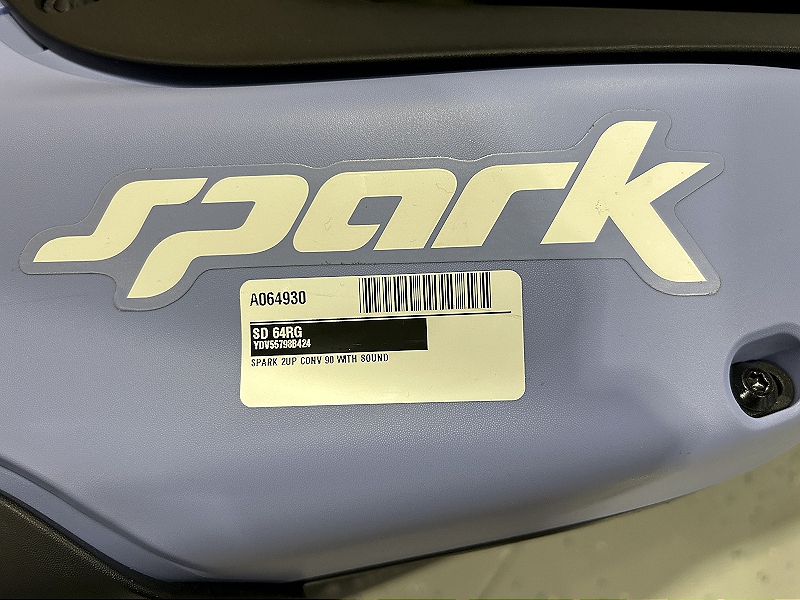 spark
A064930
SD 64RG
YDV55798B424
SPARK 2UP CONV 90 WITH SOUND